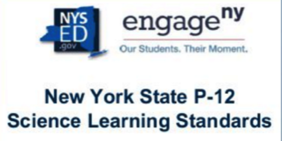 NYS
ED
.gov
engageny
Our Students. Their Moment.
New York State P-12
Science Learning Standards